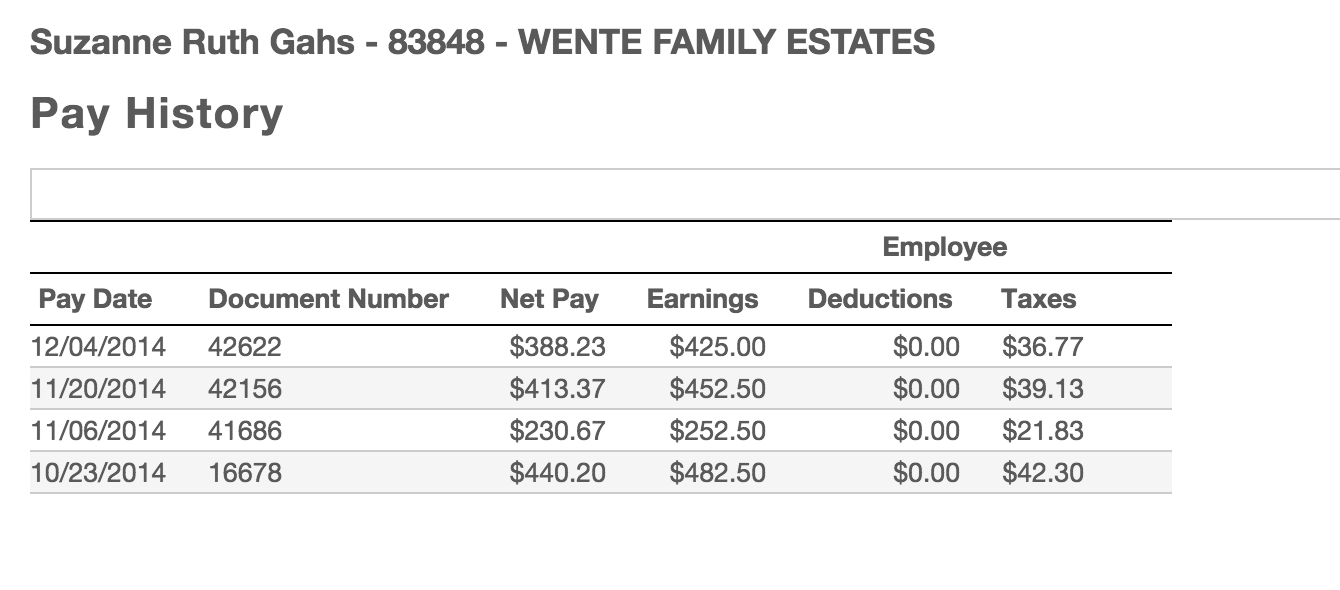 Suzanne Ruth Gahs - 83848 - WENTE FAMILY ESTATES
Pay History
Employee
Pay Date Document Number Net Pay Earnings Deductions Taxes
12/04/2014 42622 $388.23 $425.00 $0.00 $36.77
11/20/2014 42156 $413.37 $452.50 $0.00 $39.13
11/06/2014 41686 $230.67 $252.50 $0.00 $21.83
10/23/2014 16678 $440.20 $482.50 $0.00 $42.30